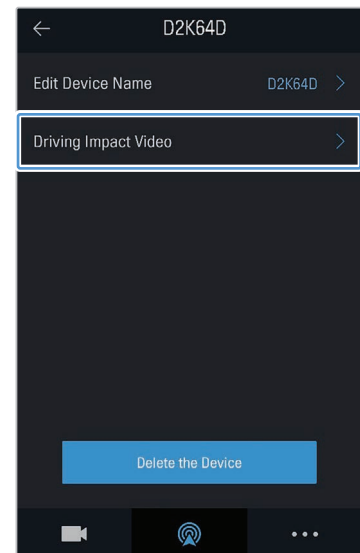 D2K64D
Edit Device Name D2K64D
Driving Impact Video
Delete the Device